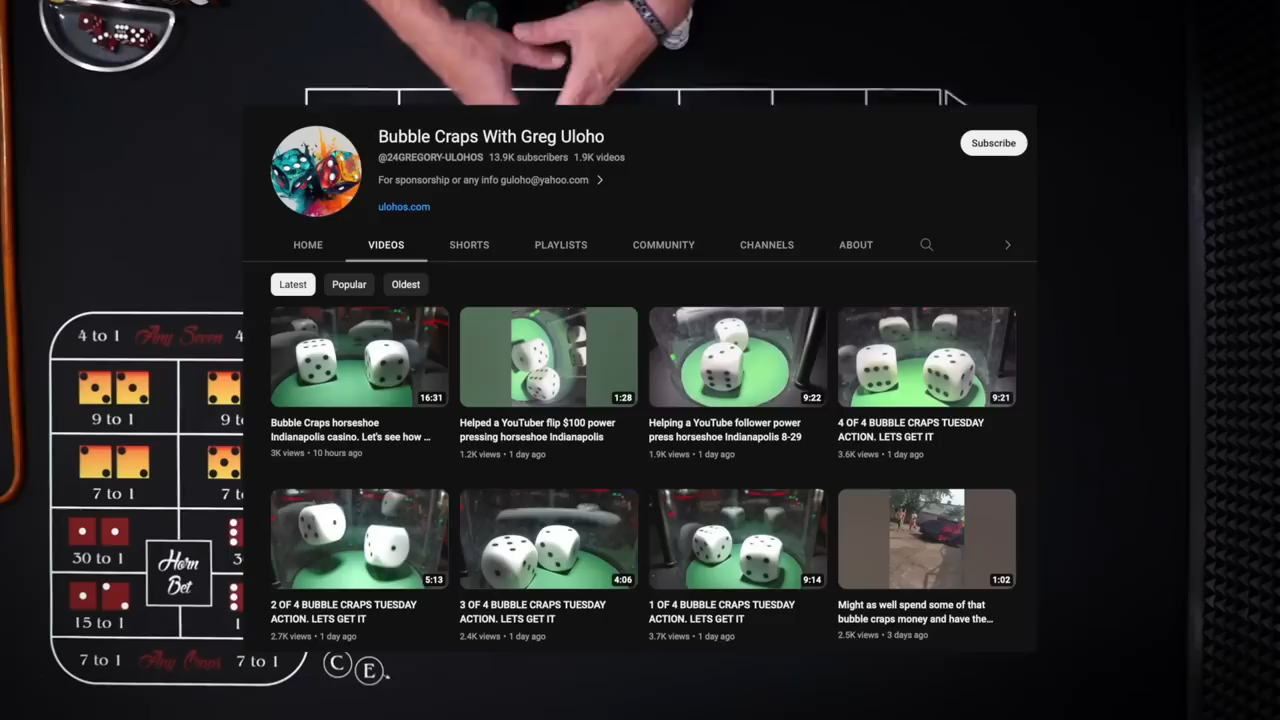 Bubble Craps With Greg Uloho
@24GREGORY-ULOHOS 13.9K subscribers 1.9K videos
For sponsorship or any info guloho@yahoo.com
ulohos.com
Subscribe
HOME VIDEOS SHORTS PLAYLISTS COMMUNITY CHANNELS ABOUT
Latest Popular Oldest
16:31
1:28
9:22
9:21
Bubble Craps horseshoe
Indianapolis casino. Let's see how ...
3K views • 10 hours ago
Helped a YouTuber flip $100 power
pressing horseshoe Indianapolis
1.2K views • 1 day ago
Helping a YouTube follower power
press horseshoe Indianapolis 8-29
1.9K views • 1 day ago
4 OF 4 BUBBLE CRAPS TUESDAY
ACTION. LETS GET IT
3.6K views • 1 day ago
5:13
4:06
9:14
1:02
2 OF 4 BUBBLE CRAPS TUESDAY
ACTION. LETS GET IT
2.7K views • 1 day ago
3 OF 4 BUBBLE CRAPS TUESDAY
ACTION. LETS GET IT
2.4K views • 1 day ago
1 OF 4 BUBBLE CRAPS TUESDAY
ACTION. LETS GET IT
3.7K views • 1 day ago
Might as well spend some of that
bubble craps money and have the...
2.5K views • 3 days ago
4 to 1 Any Seven 4
9 to 1 9 t
7 to 1 7 t
30 to 1 3
Horn
Bet
15 to 1 1
7 to 1 Any Craps 7 to 1
C E